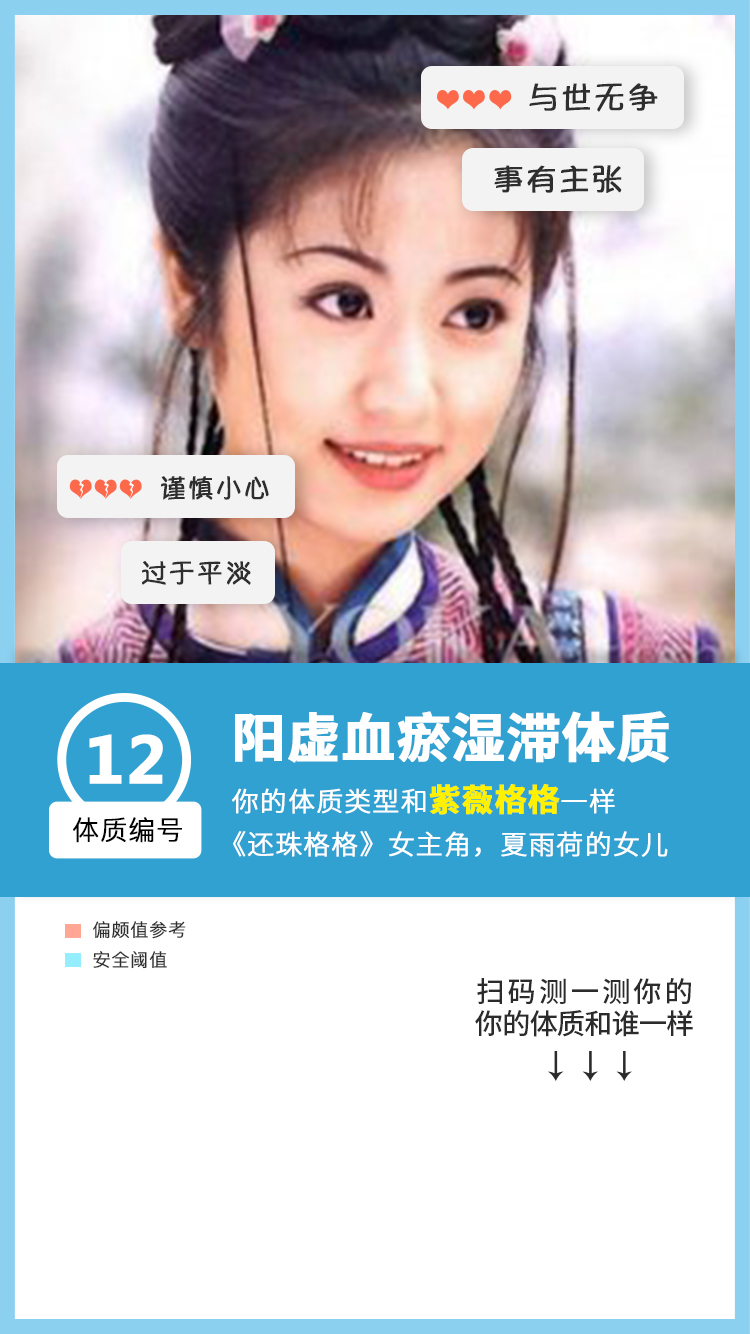 与世无争
事有主张
谨慎小心
过于平淡
YOKA
12
体质编号
阳虚血瘀湿滞体质
你的体质类型和紫薇格格一样
《还珠格格》女主角，夏雨荷的女儿
偏颇值参考
安全阈值
扫码测一测你的
你的体质和谁一样
↓ ↓ ↓